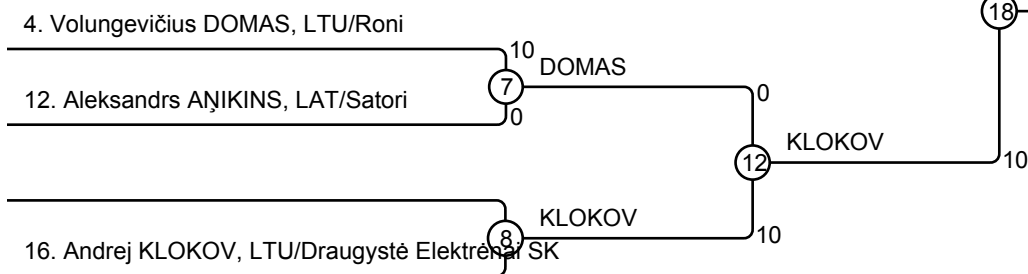 18
4. Volungevičius DOMAS, LTU/Roni
10
7
DOMAS
12. Aleksandrs AŅIKINS, LAT/Satori
0
0
12
KLOKOV
10
8
KLOKOV
10
16. Andrej KLOKOV, LTU/Draugystė Elektrėnai SK